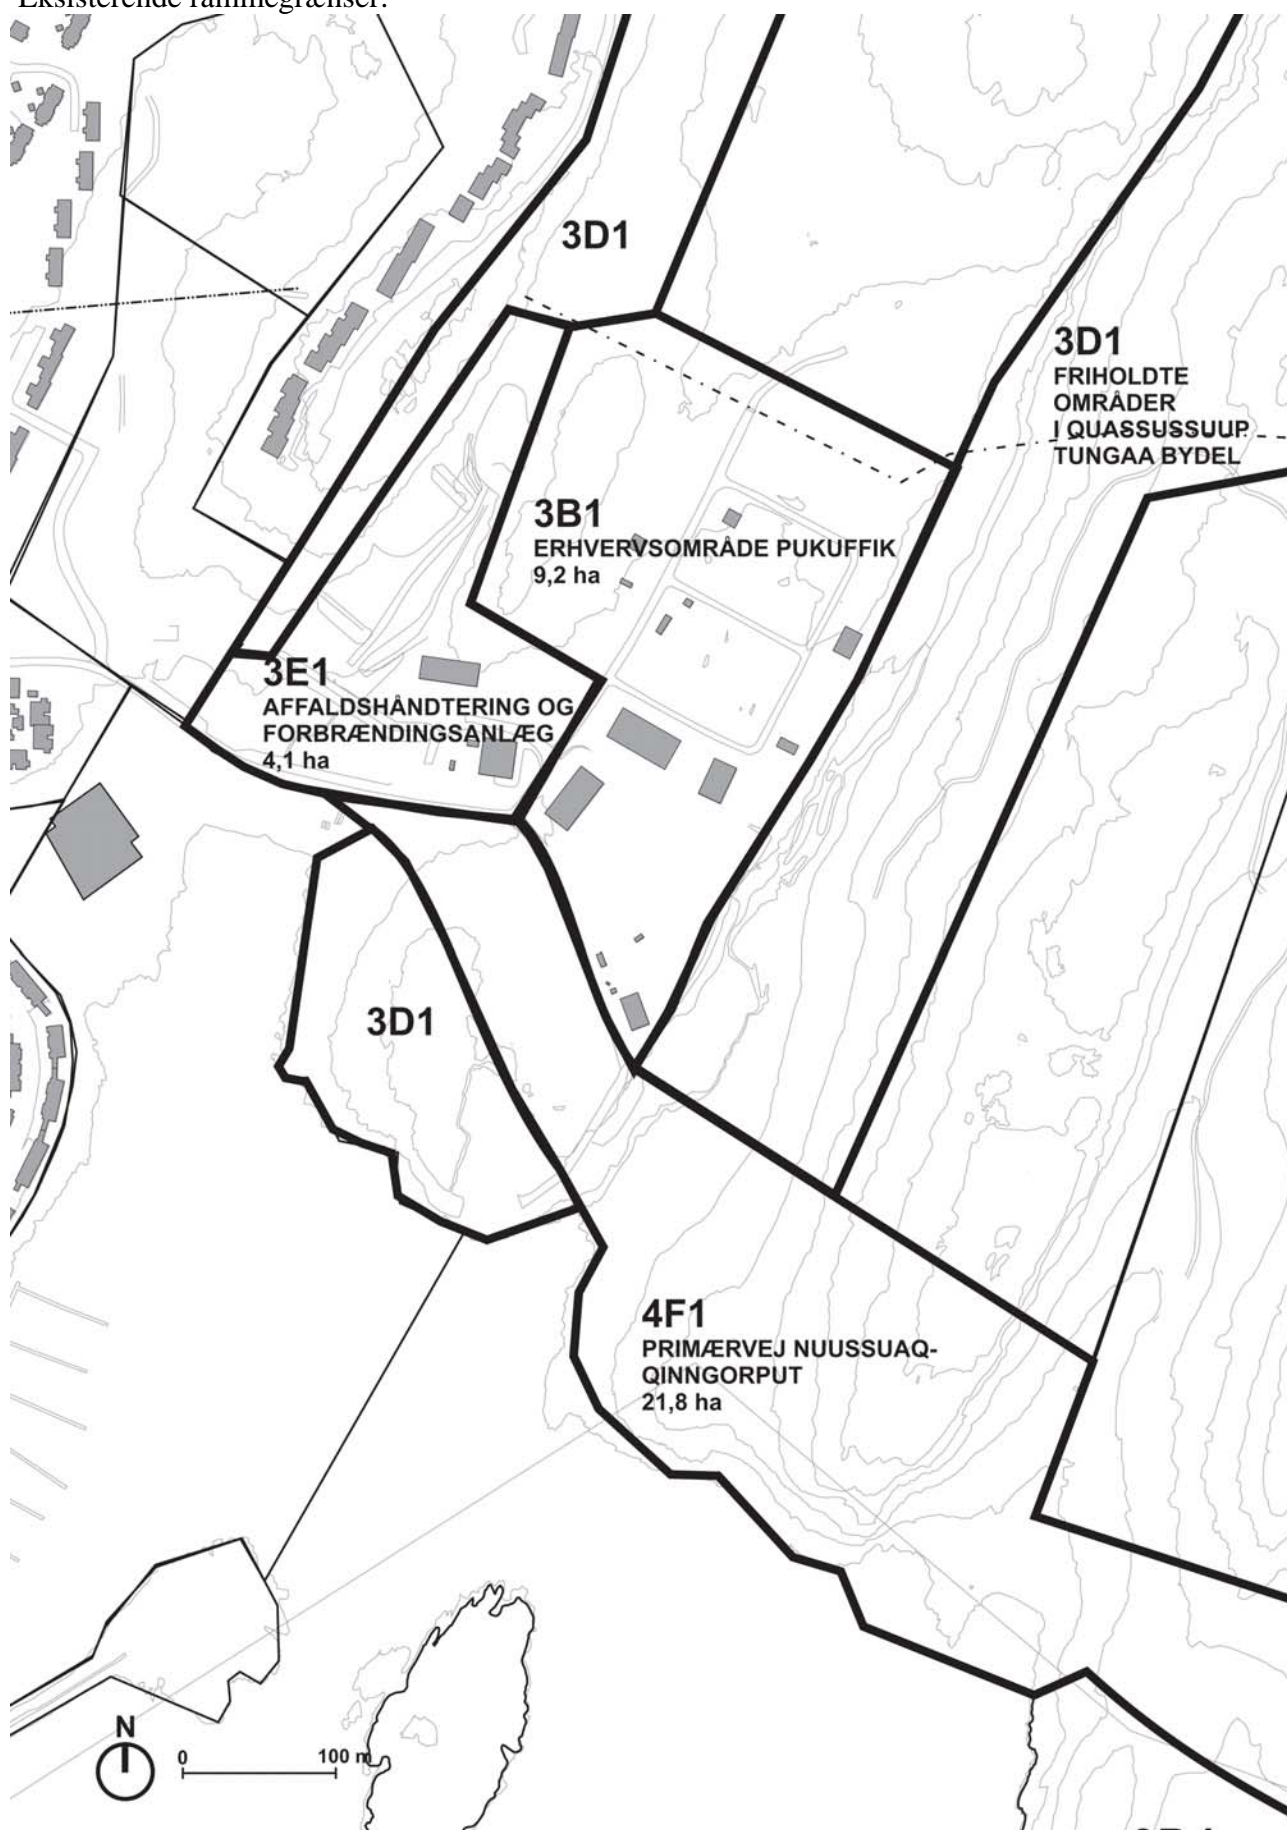 Eksisterende rammegrænser:
3D1
3D1
FRIHOLDTE
OMRÅDER
I QUASSUSSUUP
TUNGAA BYDEL
3B1
ERHVERVSOMRÅDE PUKUFFIK
9,2 ha
3E1
AFFALDSHÅNDTERING OG
FORBRÆNDINGSANLÆG
4,1 ha
3D1
4F1
PRIMÆRVEJ NUUSSUAQ-
QINNGORPUT
21,8 ha
N
0 100 m